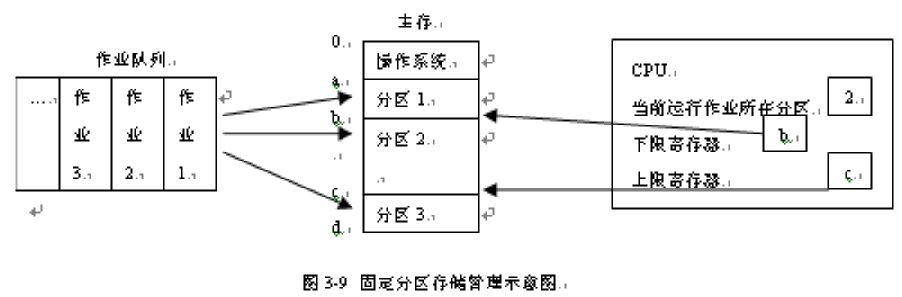 主存
0
作业队列
操作系统
CPU
a
…
作业3
作业2
作业1
分区 1
当前运行作业所在分区
2
b
分区 2
下限寄存器
b
c
上限寄存器
c
分区 3
d
图 3-9 固定分区存储管理示意图